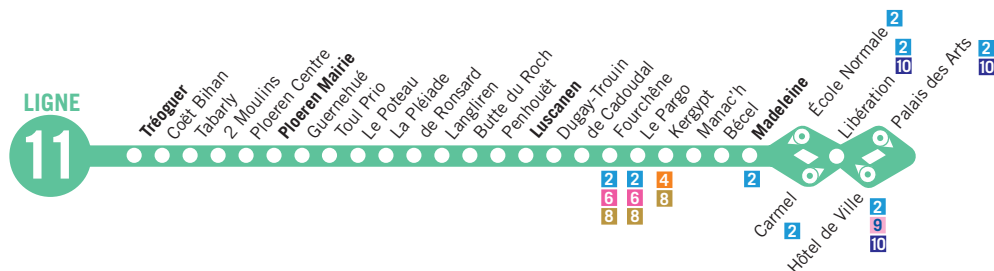 LIGNE
11
Tréoguer
Coët Bihan
Tabarly
2 Moulins
Ploeren Centre
Ploeren Mairie
Guernehué
Toul Prio
Le Poteau
La Pléiade
de Ronsard
Langliren
Butte du Roch
Penhouët
Luscanen
Dugay-Trouin
de Cadoudal
Fourchêne
Le Pargo
Kergypt
Manac'h
Bécel
Madeleine
École Normale 2
Libération
2
10
Palais des Arts
2
10
2
6
8
2
6
8
4
8
2
Carmel
2
Hôtel de Ville
2
9
10